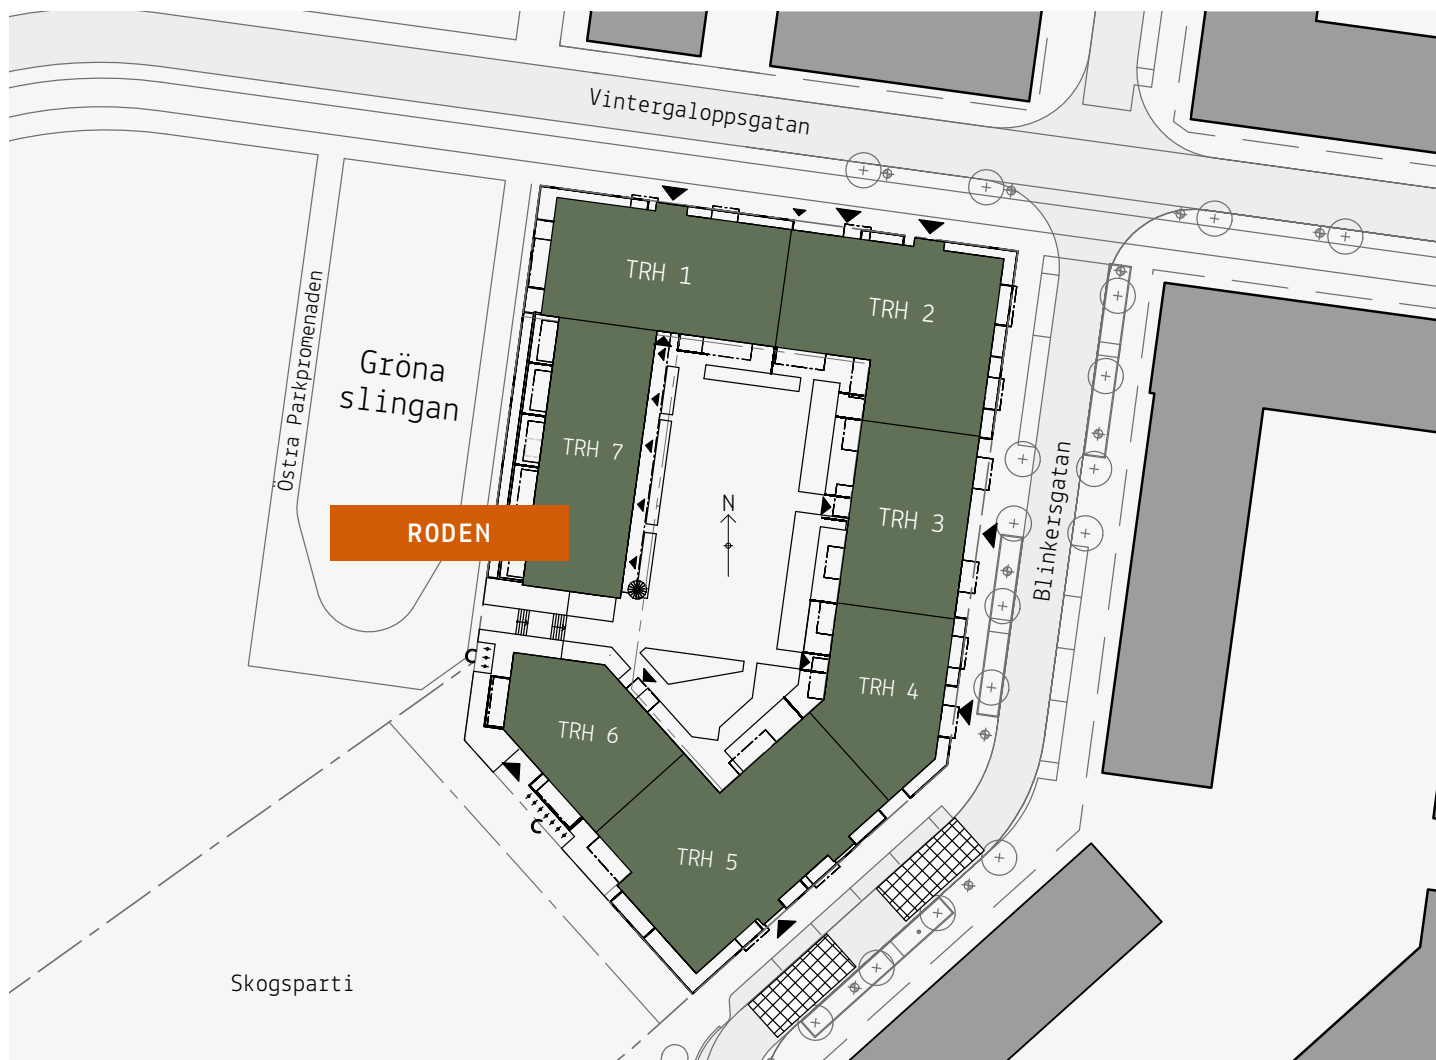 Vintergaloppsgatan
TRH 1
TRH 2
Östra Parkpromenaden
Gröna
slingan
TRH 7
Blinkersgatan
N
TRH 3
RODEN
TRH 4
TRH 6
C
C
TRH 5
Skogsparti